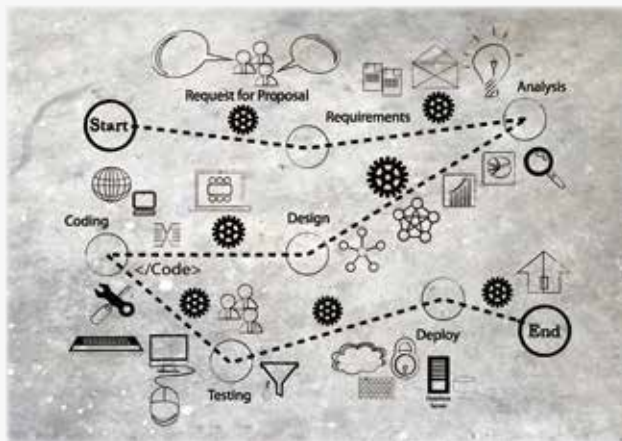 Request for Proposal
Start
Requirements
Analysis
Coding
Design
</Code>
Deploy
End
Testing